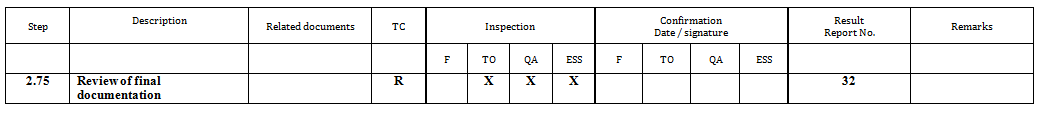 Step Description Related documents TC Inspection Confirmation Date / signature Result Report No. Remarks
F TO QA ESS F TO QA ESS
2.75 Review of final documentation R X X X 32